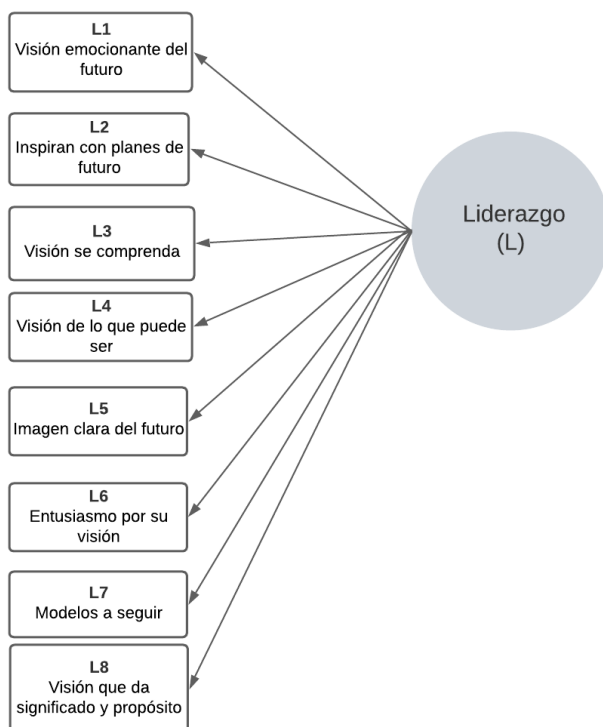 L1
Visión emocionante del
futuro
L2
Inspiran con planes de
futuro
L3
Visión se comprenda
L4
Visión de lo que puede
ser
L5
Imagen clara del futuro
L6
Entusiasmo por su
visión
L7
Modelos a seguir
L8
Visión que da
significado y propósito
Liderazgo
(L)